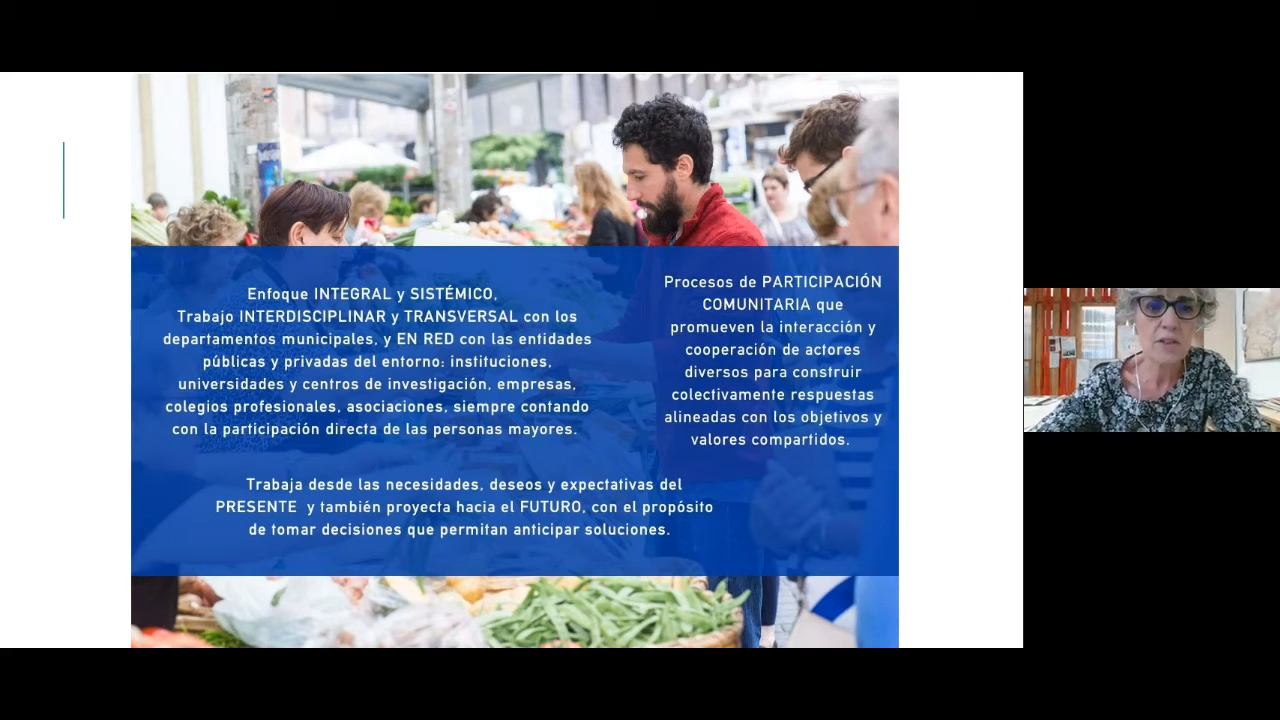 Enfoque INTEGRAL y SISTÉMICO,
Trabajo INTERDISCIPLINAR y TRANSVERSAL con los
departamentos municipales, y EN RED con las entidades
públicas y privadas del entorno: instituciones,
universidades y centros de investigación, empresas,
colegios profesionales, asociaciones, siempre contando
con la participación directa de las personas mayores.
Procesos de PARTICIPACIÓN
COMUNITARIA que
promueven la interacción y
cooperación de actores
diversos para construir
colectivamente respuestas
alineadas con los objetivos y
valores compartidos.
Trabaja desde las necesidades, deseos y expectativas del
PRESENTE y también proyecta hacia el FUTURO, con el propósito
de tomar decisiones que permitan anticipar soluciones.